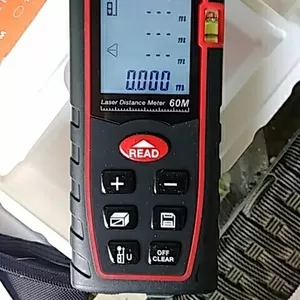 --- m
--- m
--- m
0.000 m
Laser Distance Meter 60M
READ
+ −
U OFF
CLEAR